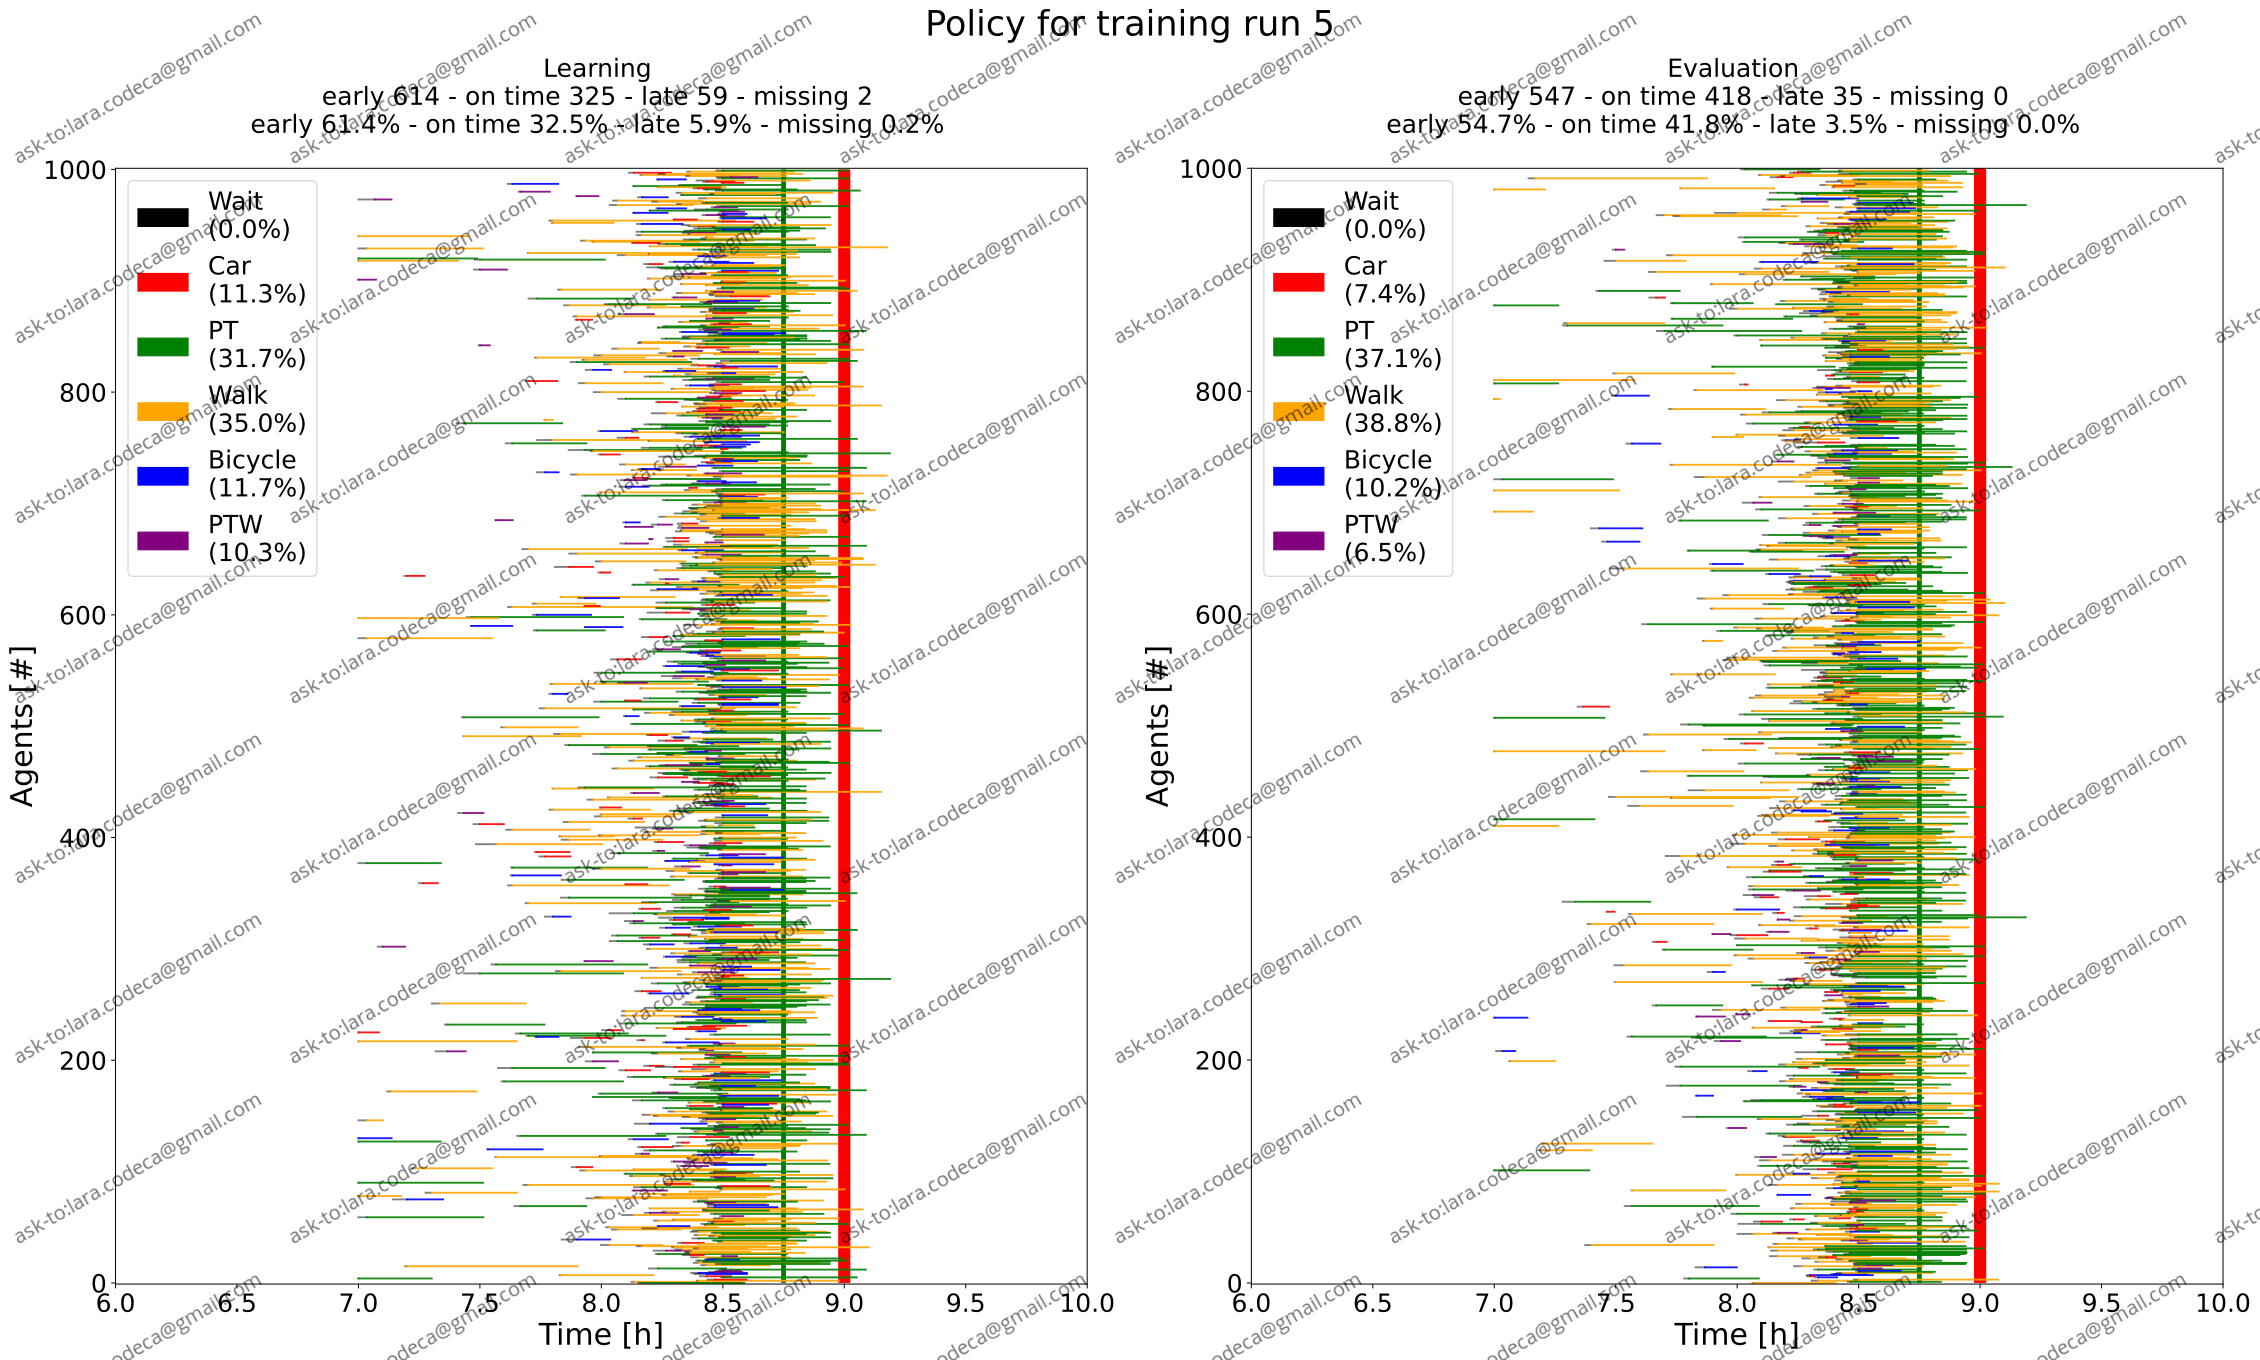 Policy for training run 5
Learning
early 614 - on time 325 - late 59 - missing 2
early 61.4% - on time 32.5% - late 5.9% - missing 0.2%
Agents [#]
1000
800
600
400
200
0
Wait
(0.0%)
Car
(11.3%)
PT
(31.7%)
Walk
(35.0%)
Bicycle
(11.7%)
PTW
(10.3%)
6.0 6.5 7.0 7.5 8.0 8.5 9.0 9.5 10.0
Time [h]
Evaluation
early 547 - on time 418 - late 35 - missing 0
early 54.7% - on time 41.8% - late 3.5% - missing 0.0%
Agents [#]
1000
800
600
400
200
0
Wait
(0.0%)
Car
(7.4%)
PT
(37.1%)
Walk
(38.8%)
Bicycle
(10.2%)
PTW
(6.5%)
6.0 6.5 7.0 7.5 8.0 8.5 9.0 9.5 10.0
Time [h]
ask-to:lara.codeca@gmail.com